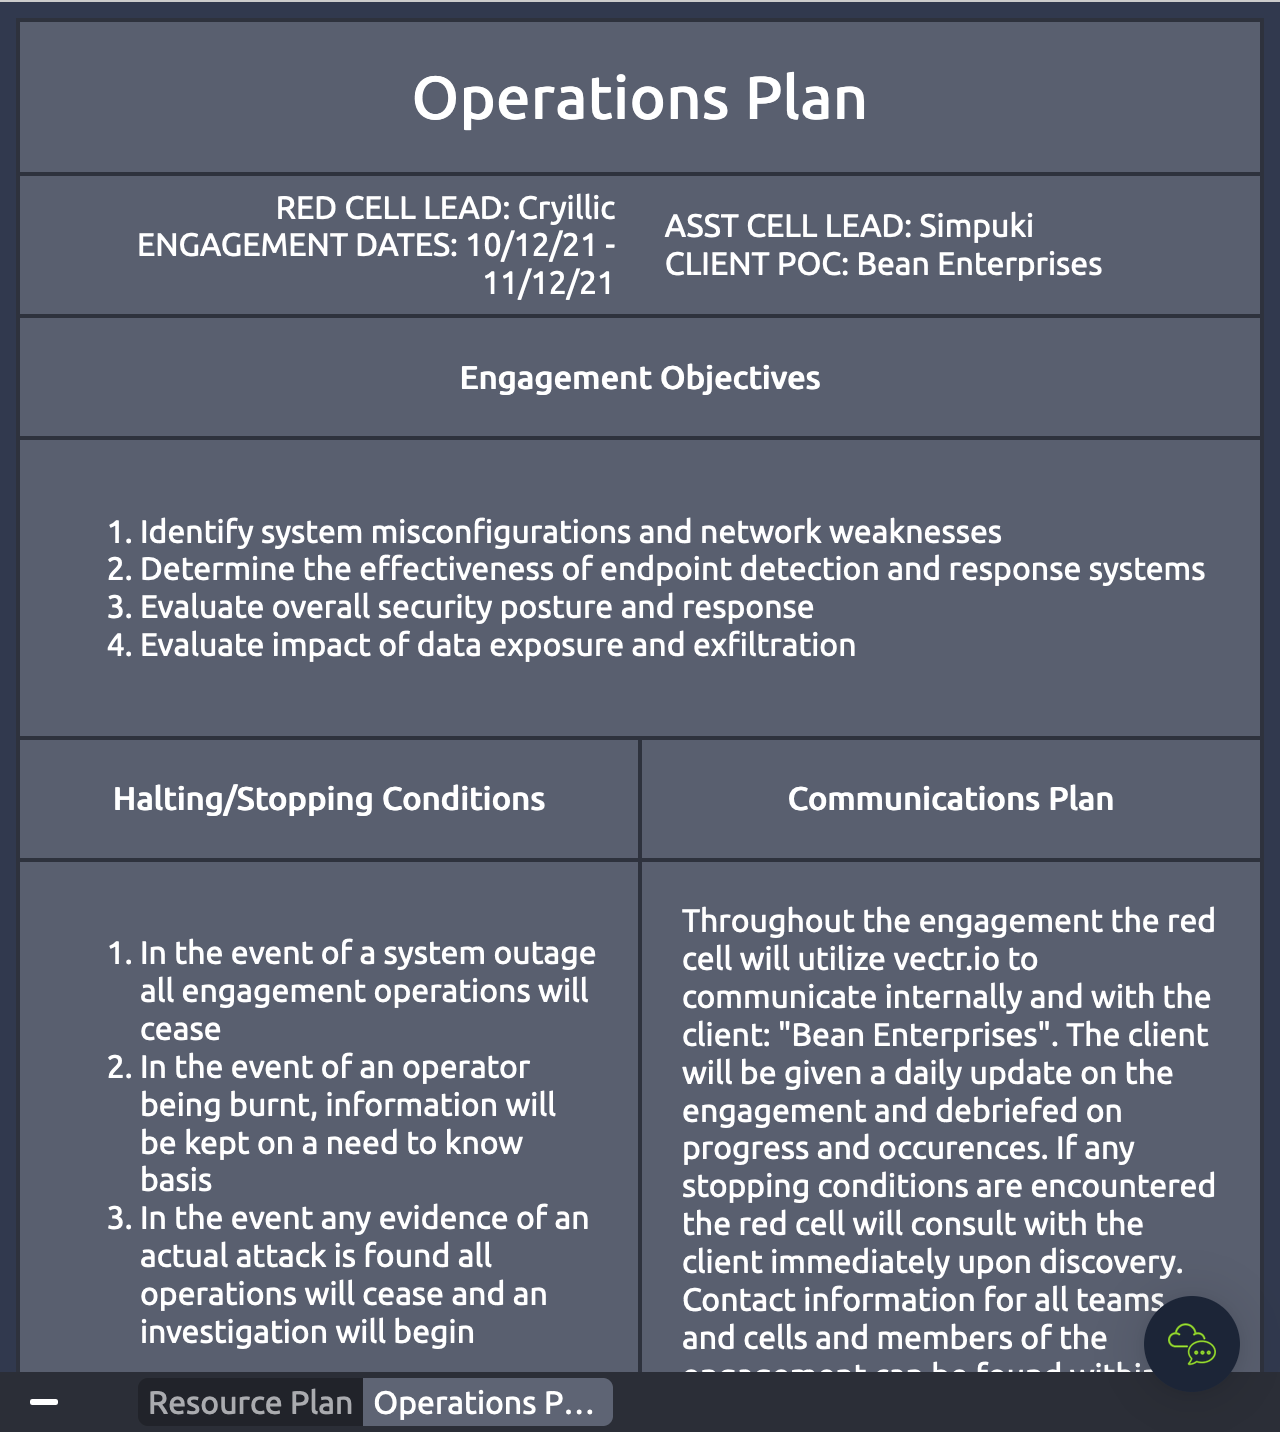 Operations Plan
RED CELL LEAD: Cryillic
ENGAGEMENT DATES: 10/12/21 -
11/12/21
ASST CELL LEAD: Simpuki
CLIENT POC: Bean Enterprises
Engagement Objectives
1. Identify system misconfigurations and network weaknesses
2. Determine the effectiveness of endpoint detection and response systems
3. Evaluate overall security posture and response
4. Evaluate impact of data exposure and exfiltration
Halting/Stopping Conditions
1. In the event of a system outage
all engagement operations will
cease
2. In the event of an operator
being burnt, information will
be kept on a need to know
basis
3. In the event any evidence of an
actual attack is found all
operations will cease and an
investigation will begin
Communications Plan
Throughout the engagement the red
cell will utilize vectr.io to
communicate internally and with the
client: "Bean Enterprises". The client
will be given a daily update on the
engagement and debriefed on
progress and occurences. If any
stopping conditions are encountered
the red cell will consult with the
client immediately upon discovery.
Contact information for all teams
and cells and members of the
engagement can be found within
Resource Plan
Operations P...